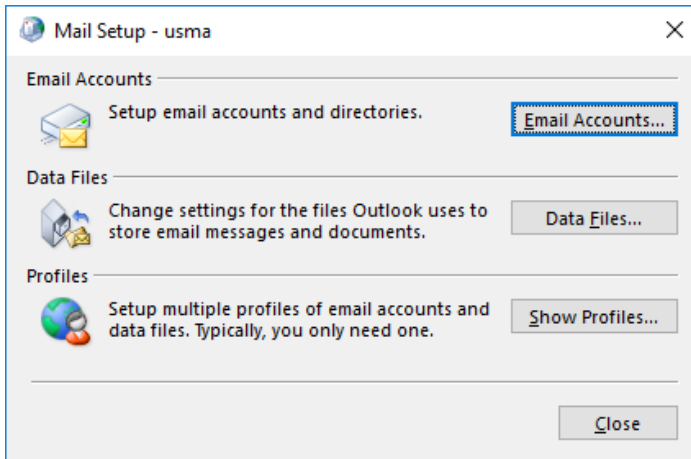 Mail Setup - usma
Email Accounts
Setup email accounts and directories.
Email Accounts...
Data Files
Change settings for the files Outlook uses to
store email messages and documents.
Data Files...
Profiles
Setup multiple profiles of email accounts and
data files. Typically, you only need one.
Show Profiles...
Close